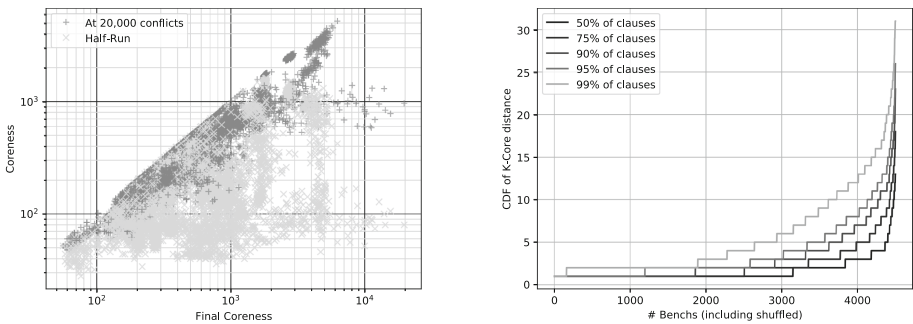 At 20,000 conflicts
Half-Run
Coreness
10^3
10^2
10^2
10^3
10^4
Final Coreness
50% of clauses
75% of clauses
90% of clauses
95% of clauses
99% of clauses
CDF of K-Core distance
30
25
20
15
10
5
0
0
1000
2000
3000
4000
# Benchs (including shuffled)